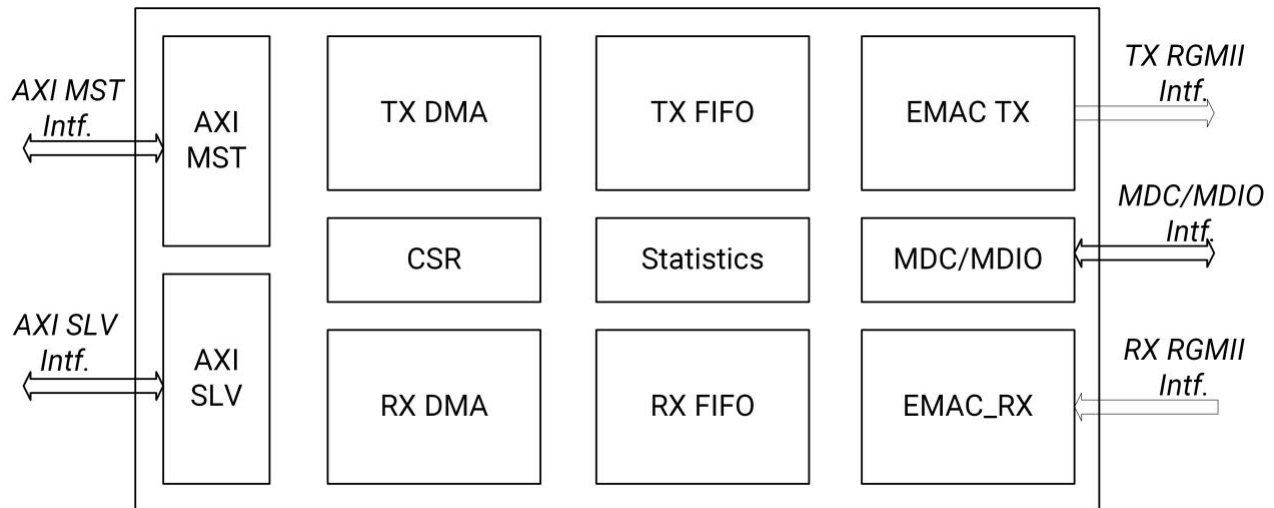 AXI MST
Intf.
AXI
MST
TX DMA
TX FIFO
EMAC TX
TX RGMII
Intf.
CSR
Statistics
MDC/MDIO
MDC/MDIO
Intf.
AXI SLV
Intf.
AXI
SLV
RX DMA
RX FIFO
EMAC_RX
RX RGMII
Intf.